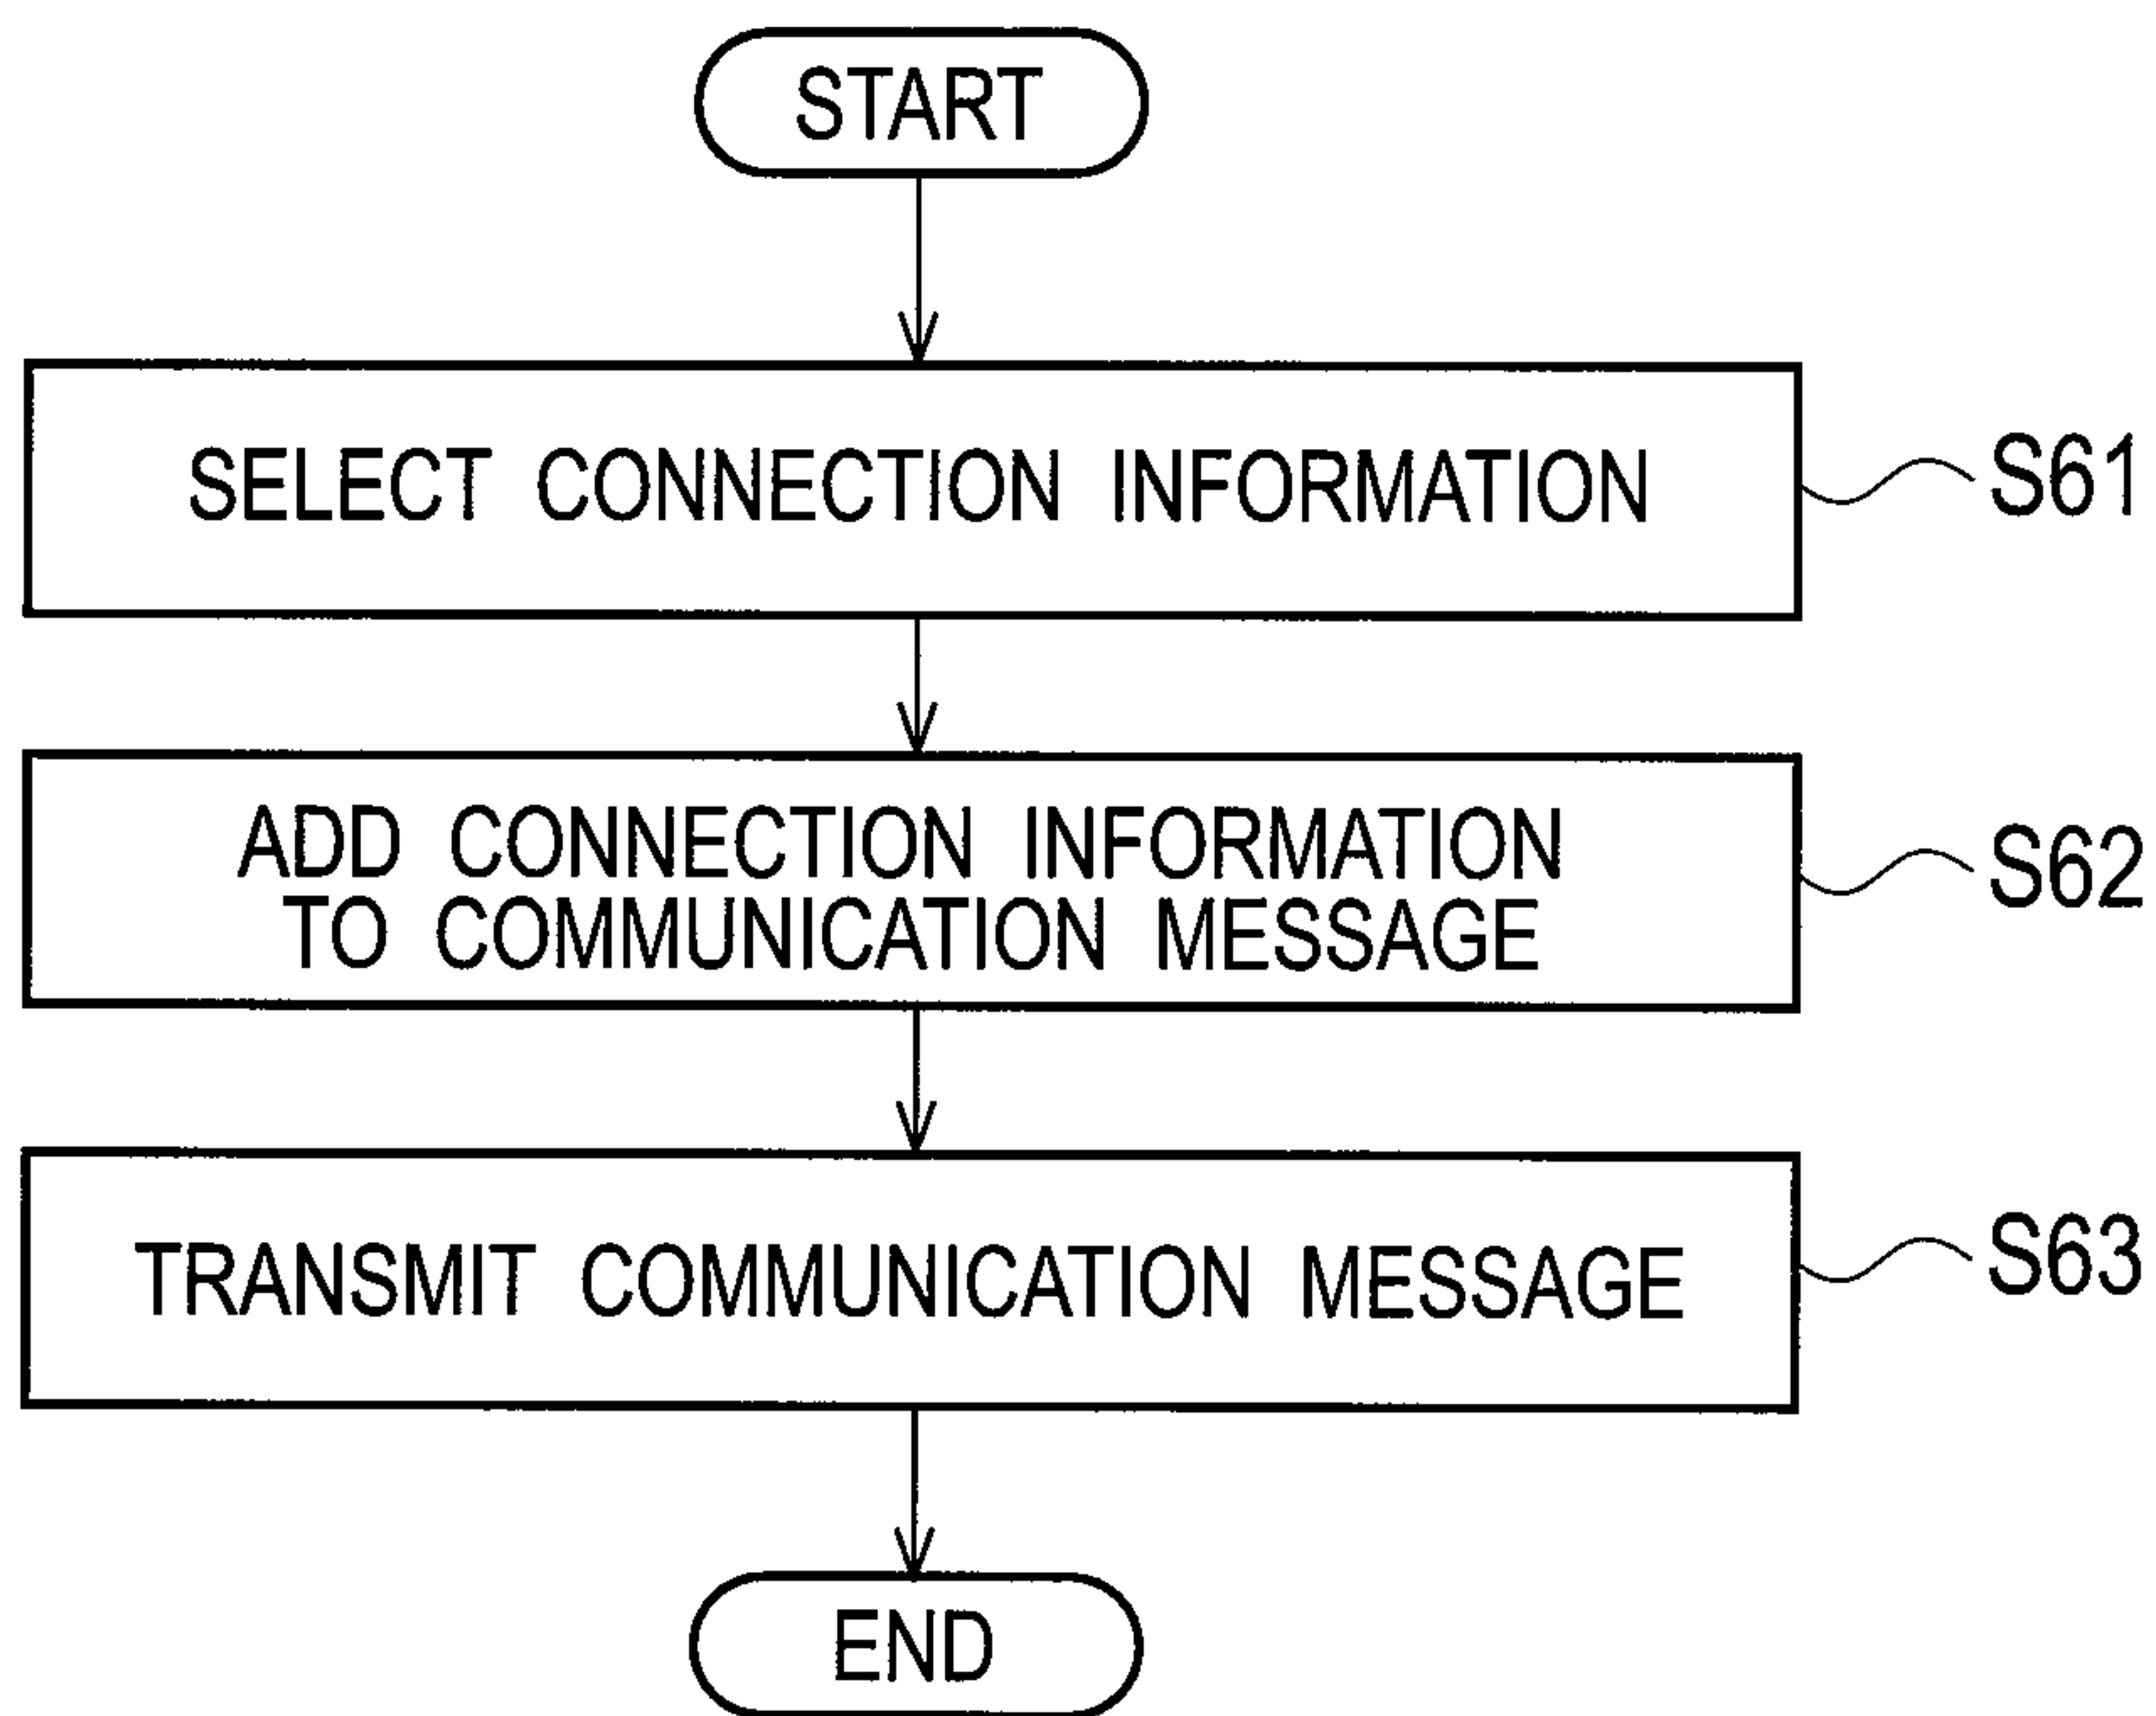 START
SELECT CONNECTION INFORMATION
S61
ADD CONNECTION INFORMATION
TO COMMUNICATION MESSAGE
S62
TRANSMIT COMMUNICATION MESSAGE
S63
END